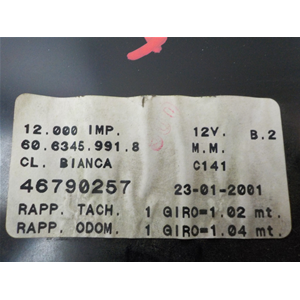 12.000 IMP. 12V. B.2
60.6345.991.8 M.M.
CL. BIANCA C141
46790257 23-01-2001
RAPP. TACH. 1 GIRO=1.02 mt.
RAPP. ODOM. 1 GIRO=1.04 mt.